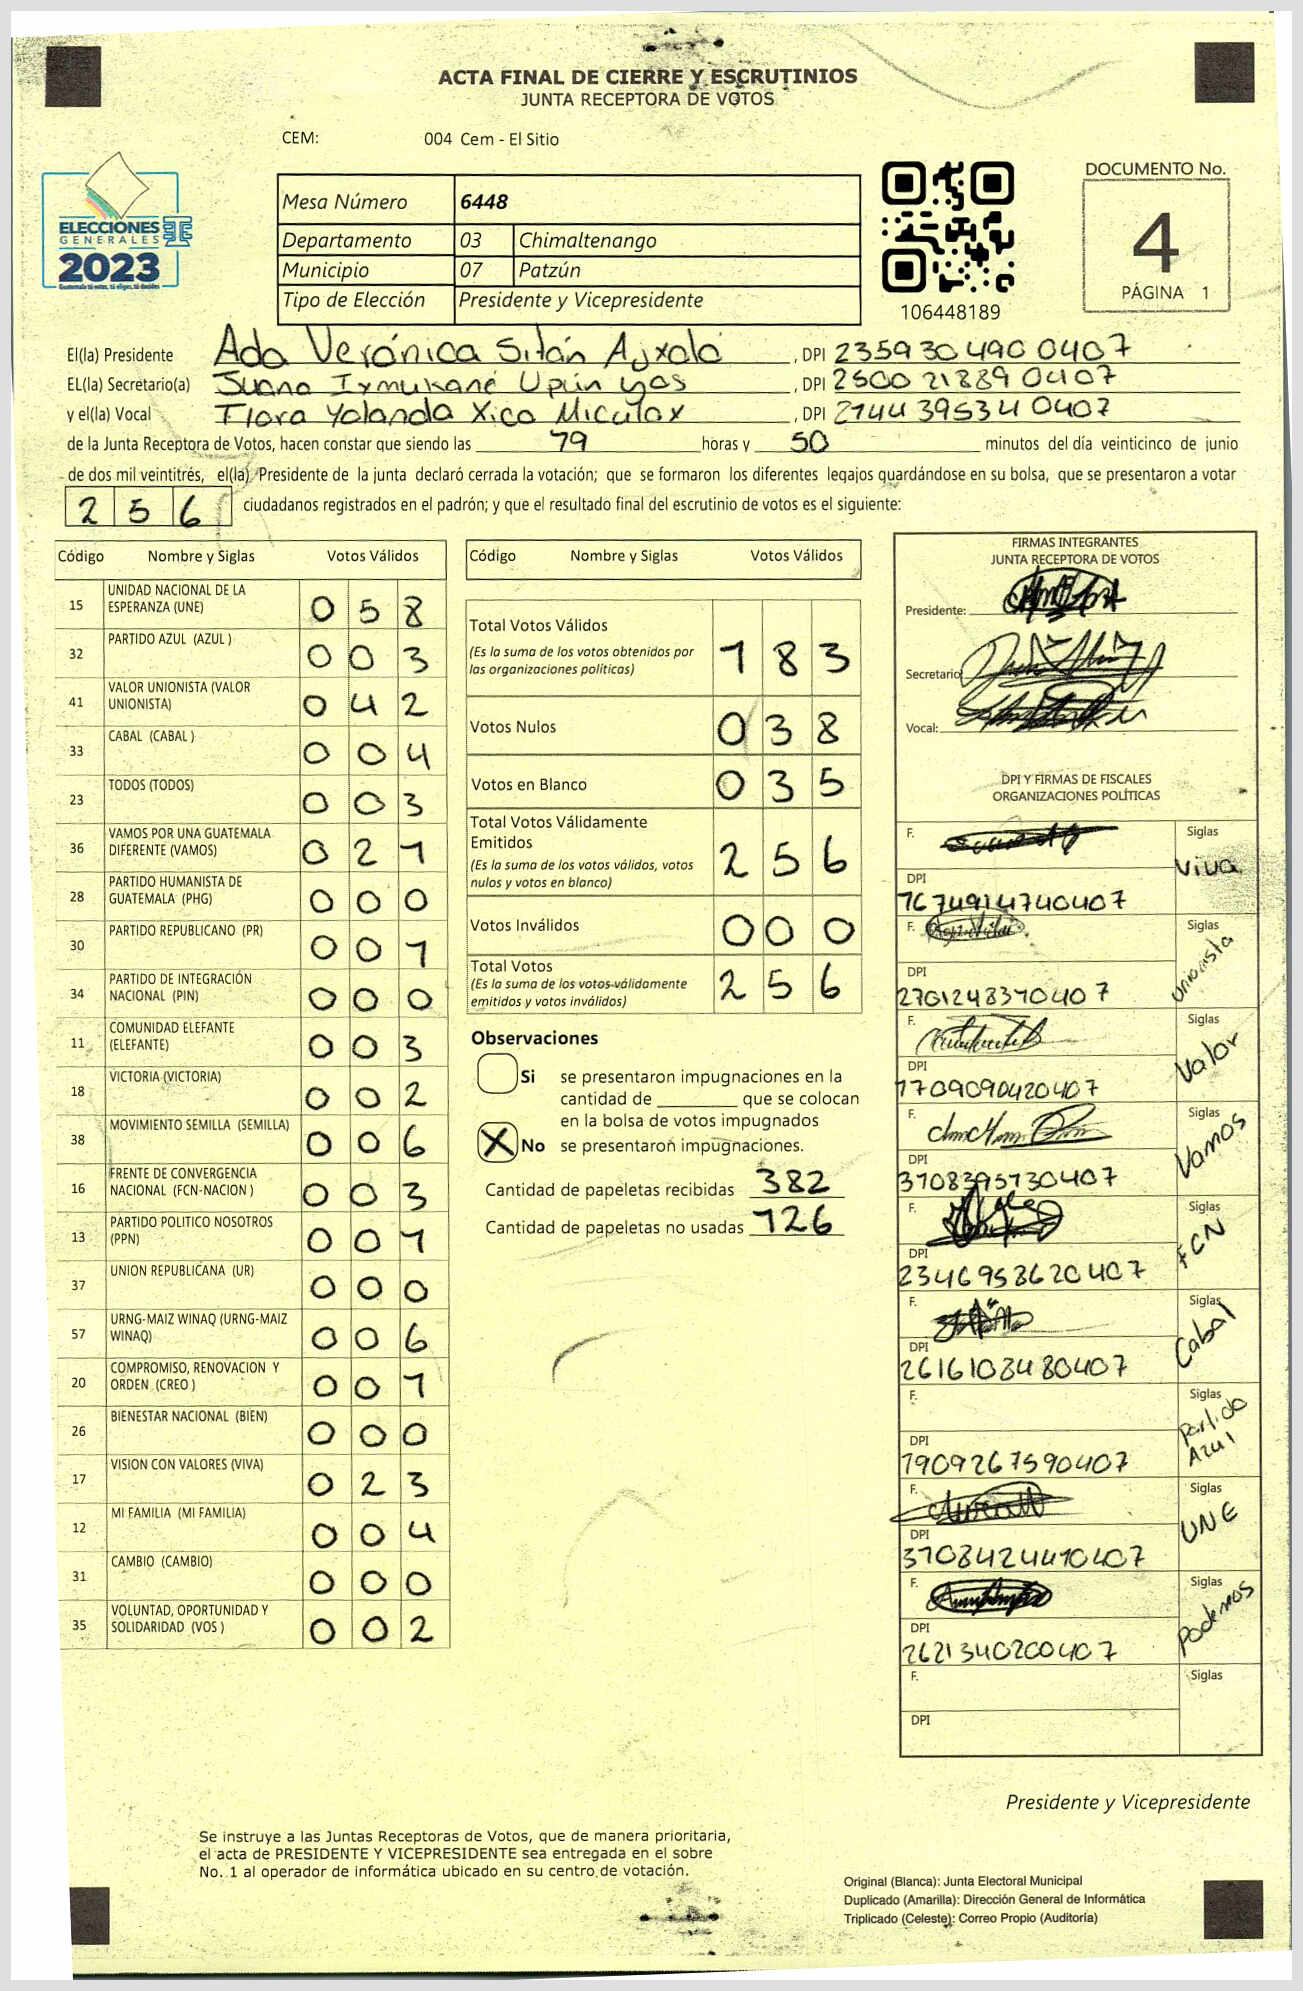 ACTA FINAL DE CIERRE Y ESCRUTINIOS
JUNTA RECEPTORA DE VOTOS
CEM: 004 Cem - El Sitio
ELECCIONES
GENERALES
2023
Guatemala tú votas, tú eliges, tú decides
Mesa Número 6448
Departamento 03 Chimaltenango
Municipio 07 Patzún
Tipo de Elección Presidente y Vicepresidente
106448189
DOCUMENTO No.
4
PÁGINA 1
El(la) Presidente Ada Verónica Sitán Ajxolo , DPI 2359 30490 0407
EL(la) Secretario(a) Juana Ixmukané Upún Yos , DPI 2500 21889 0407
y el(la) Vocal Flora Yolanda Xico Miculax , DPI 2144 39534 0407
de la Junta Receptora de Votos, hacen constar que siendo las 19 horas y 50 minutos del día veinticinco de junio
de dos mil veintitrés, el(la) Presidente de la junta declaró cerrada la votación; que se formaron los diferentes legajos guardándose en su bolsa, que se presentaron a votar
2 5 6 ciudadanos registrados en el padrón; y que el resultado final del escrutinio de votos es el siguiente:
Código Nombre y Siglas Votos Válidos
15 UNIDAD NACIONAL DE LA ESPERANZA (UNE) 0 5 8
32 PARTIDO AZUL (AZUL ) 0 0 3
41 VALOR UNIONISTA (VALOR UNIONISTA) 0 4 2
33 CABAL (CABAL ) 0 0 4
23 TODOS (TODOS) 0 0 3
36 VAMOS POR UNA GUATEMALA DIFERENTE (VAMOS) 0 2 1
28 PARTIDO HUMANISTA DE GUATEMALA (PHG) 0 0 0
30 PARTIDO REPUBLICANO (PR) 0 0 1
34 PARTIDO DE INTEGRACIÓN NACIONAL (PIN) 0 0 0
11 COMUNIDAD ELEFANTE (ELEFANTE) 0 0 3
18 VICTORIA (VICTORIA) 0 0 2
38 MOVIMIENTO SEMILLA (SEMILLA) 0 0 6
16 FRENTE DE CONVERGENCIA NACIONAL (FCN-NACION ) 0 0 3
13 PARTIDO POLITICO NOSOTROS (PPN) 0 0 1
37 UNION REPUBLICANA (UR) 0 0 0
57 URNG-MAIZ WINAQ (URNG-MAIZ WINAQ) 0 0 6
20 COMPROMISO, RENOVACION Y ORDEN (CREO ) 0 0 1
26 BIENESTAR NACIONAL (BIEN) 0 0 0
17 VISION CON VALORES (VIVA) 0 2 3
12 MI FAMILIA (MI FAMILIA) 0 0 4
31 CAMBIO (CAMBIO) 0 0 0
35 VOLUNTAD, OPORTUNIDAD Y SOLIDARIDAD (VOS ) 0 0 2
Código Nombre y Siglas Votos Válidos
Total Votos Válidos 1 8 3
(Es la suma de los votos obtenidos por
las organizaciones políticas)
Votos Nulos 0 3 8
Votos en Blanco 0 3 5
Total Votos Válidamente
Emitidos 2 5 6
(Es la suma de los votos válidos, votos
nulos y votos en blanco)
Votos Inválidos 0 0 0
Total Votos 2 5 6
(Es la suma de los votos válidamente
emitidos y votos inválidos)
Observaciones
Si se presentaron impugnaciones en la
cantidad de ________ que se colocan
en la bolsa de votos impugnados
X No se presentaron impugnaciones.
Cantidad de papeletas recibidas 382
Cantidad de papeletas no usadas 126
FIRMAS INTEGRANTES
JUNTA RECEPTORA DE VOTOS
Presidente:
Secretario
Vocal:
DPI Y FIRMAS DE FISCALES
ORGANIZACIONES POLÍTICAS
F. Siglas Viva
DPI 1674914740407
F. Siglas Unionista
DPI 2701248370407
F. Siglas Valor
DPI 1709090420407
F. Siglas Vamos
DPI 3708395730407
F. Siglas FCN
DPI 2346958620407
F. Siglas Cabal
DPI 2616108480407
F. Siglas Partido Azul
DPI 1909267590407
F. Siglas UNE
DPI 3708424410407
F. Siglas Podemos
DPI 2621340200407
F. Siglas
DPI
Presidente y Vicepresidente
Se instruye a las Juntas Receptoras de Votos, que de manera prioritaria,
el acta de PRESIDENTE Y VICEPRESIDENTE sea entregada en el sobre
No. 1 al operador de informática ubicado en su centro de votación.
Original (Blanca): Junta Electoral Municipal
Duplicado (Amarilla): Dirección General de Informática
Triplicado (Celeste): Correo Propio (Auditoría)